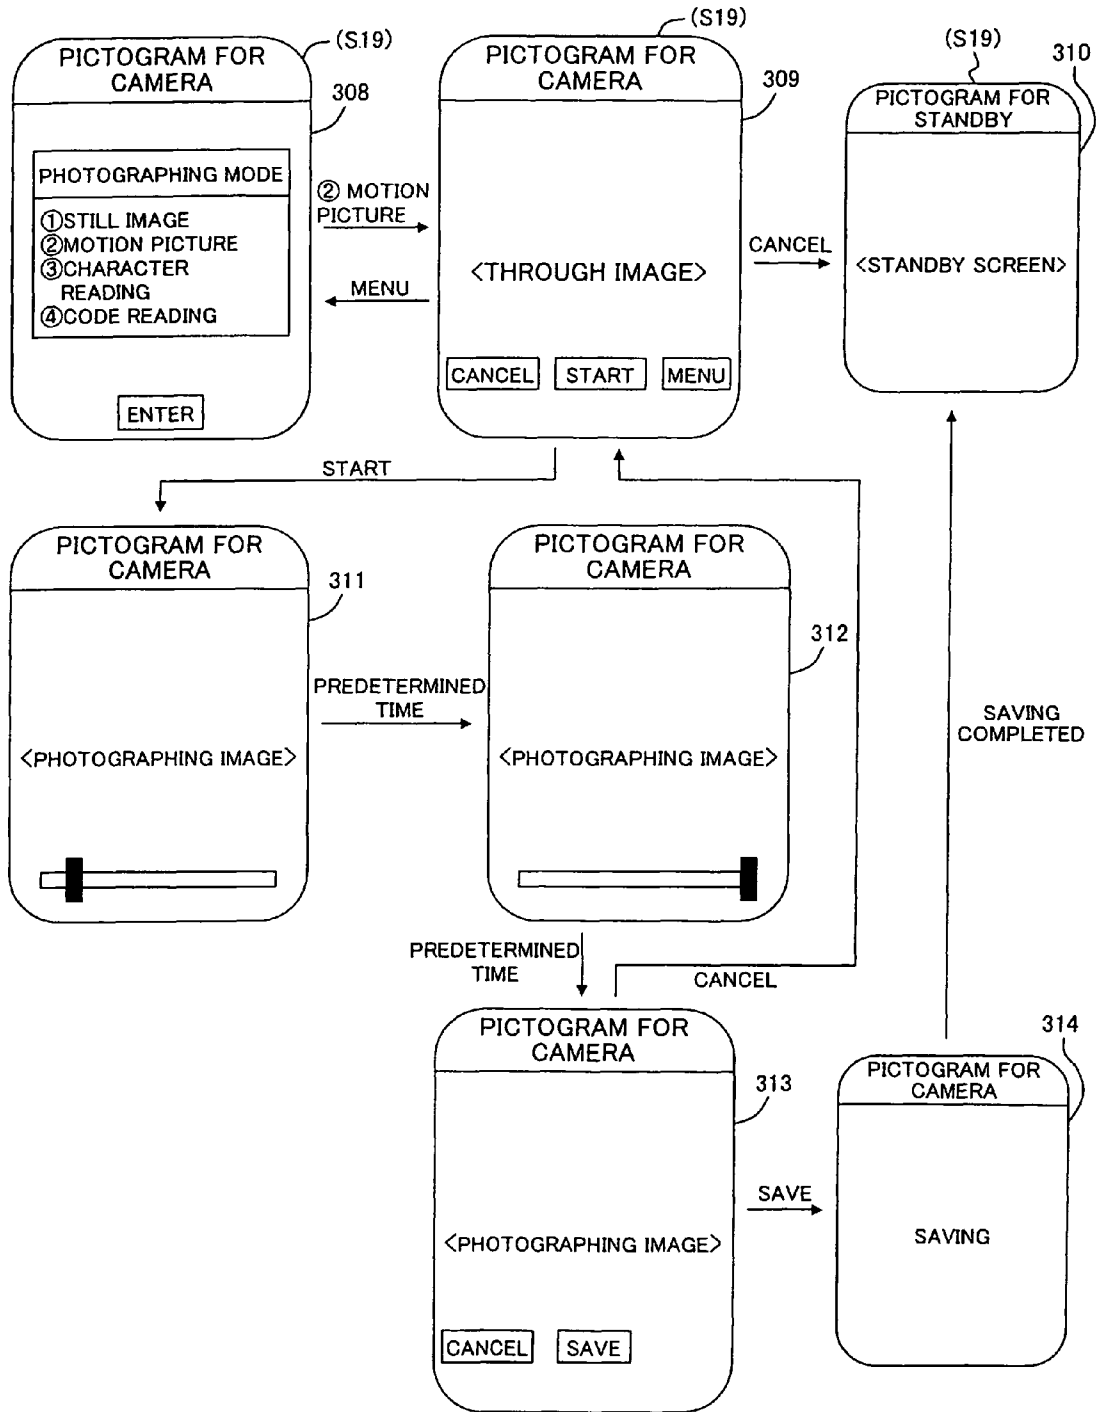 (S19)
PICTOGRAM FOR
CAMERA
308
PHOTOGRAPHING MODE
①STILL IMAGE
②MOTION PICTURE
③CHARACTER
READING
④CODE READING
ENTER
② MOTION
PICTURE
MENU
(S19)
PICTOGRAM FOR
CAMERA
309
<THROUGH IMAGE>
CANCEL
START
MENU
CANCEL
(S19)
310
PICTOGRAM FOR
STANDBY
<STANDBY SCREEN>
START
PICTOGRAM FOR
CAMERA
311
<PHOTOGRAPHING IMAGE>
PREDETERMINED
TIME
PICTOGRAM FOR
CAMERA
312
<PHOTOGRAPHING IMAGE>
SAVING
COMPLETED
PREDETERMINED
TIME
CANCEL
PICTOGRAM FOR
CAMERA
313
<PHOTOGRAPHING IMAGE>
CANCEL
SAVE
SAVE
314
PICTOGRAM FOR
CAMERA
SAVING